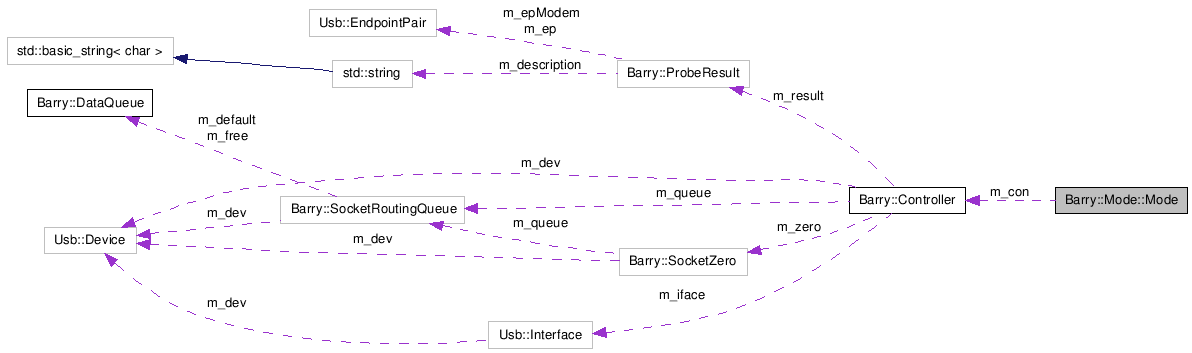 m_epModem
m_ep
Usb::EndpointPair
std::basic_string< char >
std::string
m_description
Barry::ProbeResult
Barry::DataQueue
m_result
m_default
m_free
m_dev
m_con
m_queue
Barry::Controller
Barry::Mode::Mode
Barry::SocketRoutingQueue
m_dev
m_queue
m_zero
Usb::Device
m_dev
Barry::SocketZero
m_iface
m_dev
Usb::Interface